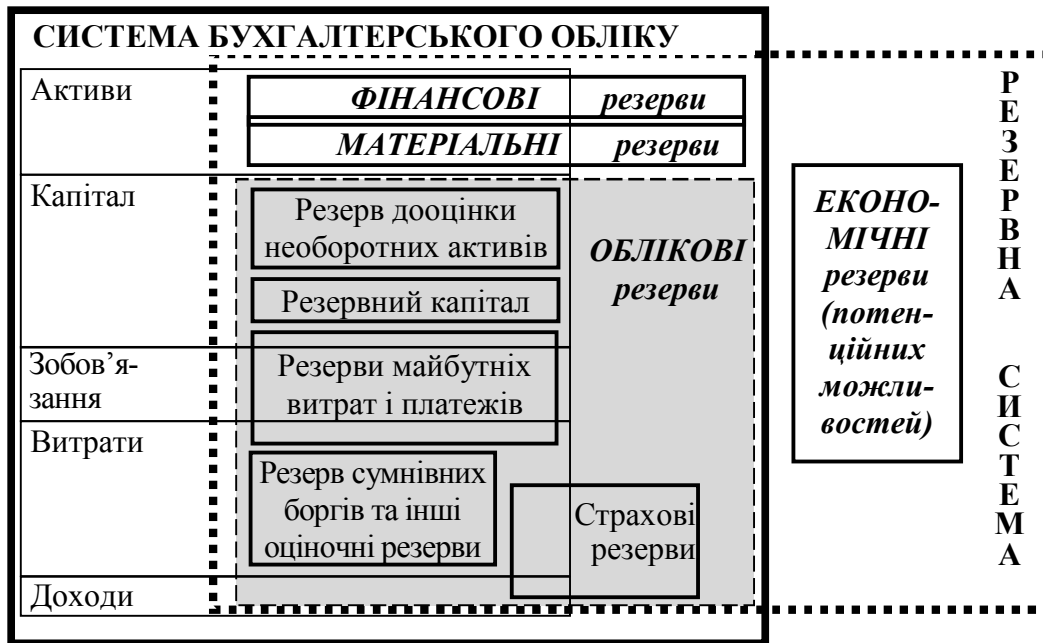 СИСТЕМА БУХГАЛТЕРСЬКОГО ОБЛІКУ
Активи
ФІНАНСОВІ резерви
МАТЕРІАЛЬНІ резерви
Капітал
Резерв дооцінки
необоротних активів
Резервний капітал
ОБЛІКОВІ
резерви
Зобов’я-
зання
Резерви майбутніх
витрат і платежів
Витрати
Резерв сумнівних
боргів та інші
оціночні резерви
Страхові
резерви
Доходи
ЕКОНО-
МІЧНІ
резерви
(потен-
ційних
можли-
востей)
Р
Е
З
Е
Р
В
Н
А
С
И
С
Т
Е
М
А